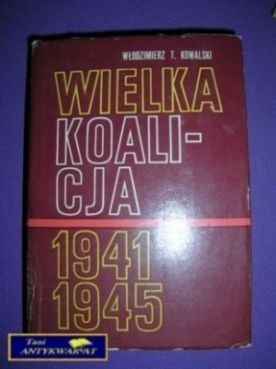 WŁODZIMIERZ T. KOWALSKI
WIELKA
KOALI-
CJA
1941
1945
Tani
ANTYKWARIAT